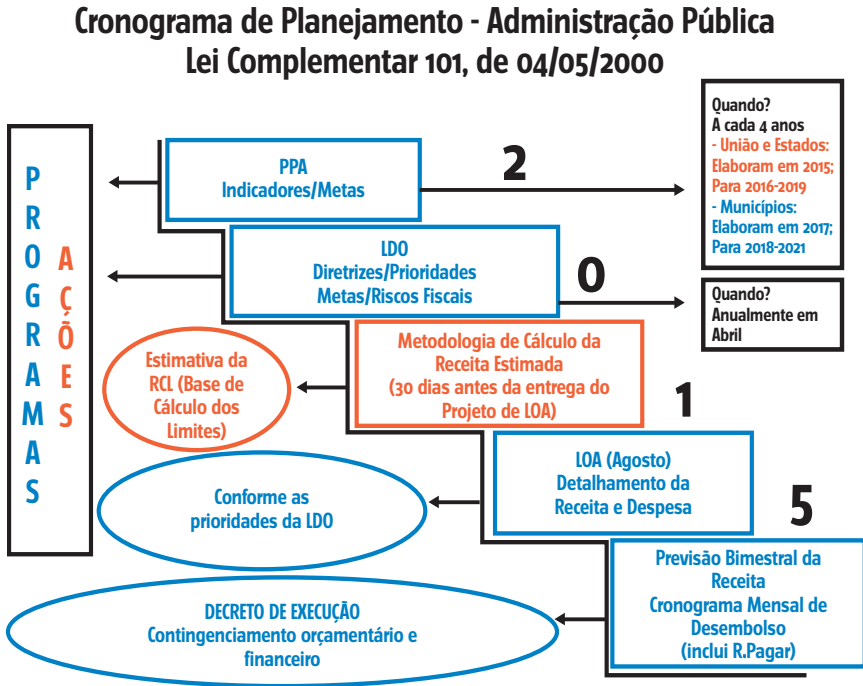 Cronograma de Planejamento - Administração Pública
Lei Complementar 101, de 04/05/2000
PROGRAMAS
AÇÕES
PPA
Indicadores/Metas
2
Quando?
A cada 4 anos
- União e Estados:
Elaboram em 2015;
Para 2016-2019
- Municípios:
Elaboram em 2017;
Para 2018-2021
LDO
Diretrizes/Prioridades
Metas/Riscos Fiscais
0
Quando?
Anualmente em
Abril
Estimativa da
RCL (Base de
Cálculo dos
Limites)
Metodologia de Cálculo da
Receita Estimada
(30 dias antes da entrega do
Projeto de LOA)
1
Conforme as
prioridades da LDO
LOA (Agosto)
Detalhamento da
Receita e Despesa
5
DECRETO DE EXECUÇÃO
Contingenciamento orçamentário e
financeiro
Previsão Bimestral da
Receita
Cronograma Mensal de
Desembolso
(inclui R.Pagar)